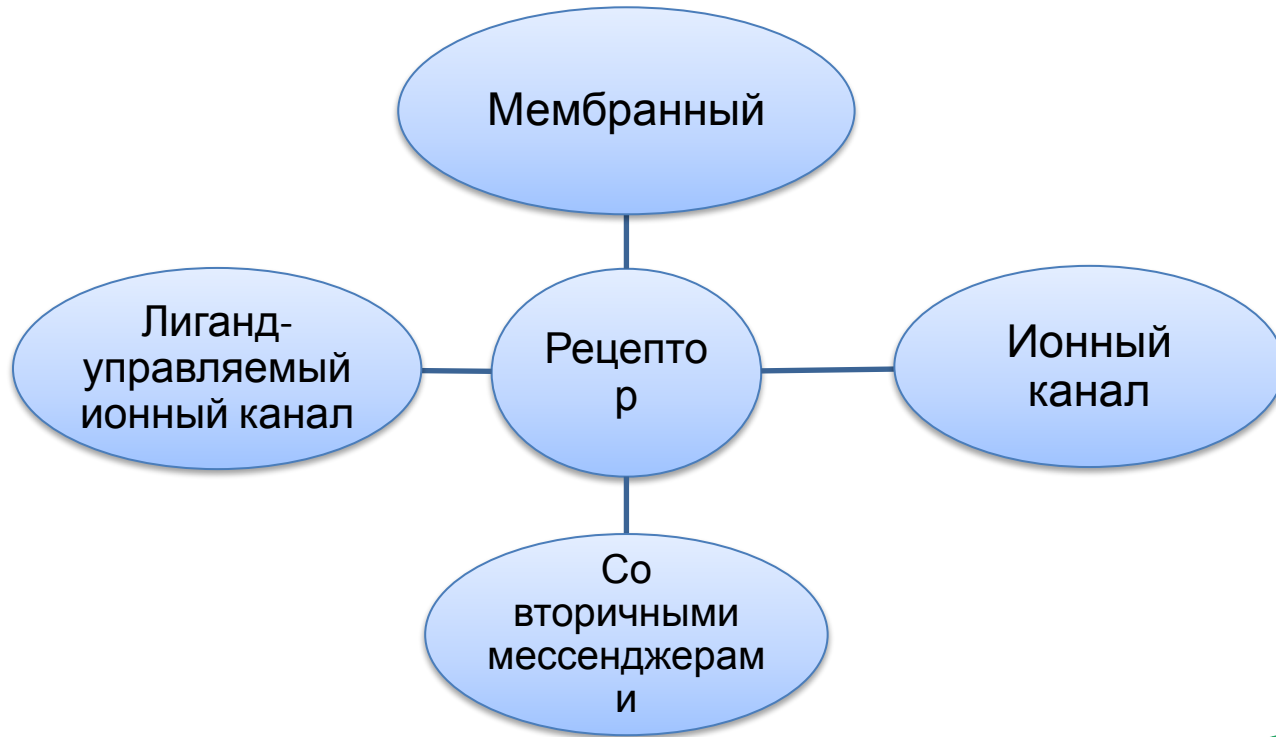 Мембранный
Лиганд-
управляемый
ионный канал
Рецепто
р
Ионный
канал
Со
вторичными
мессенджерам
и